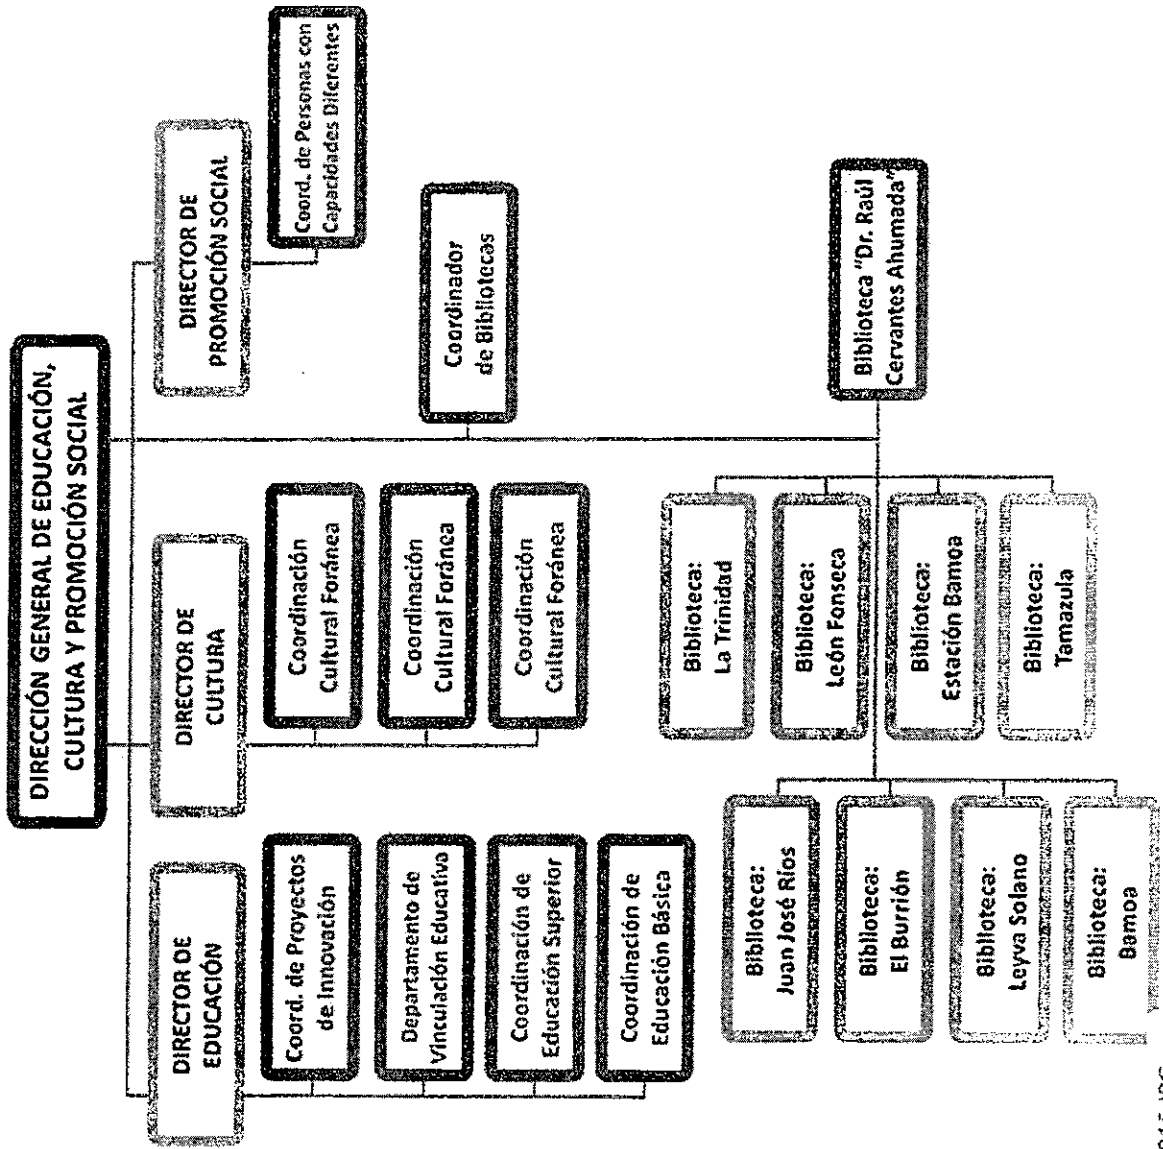 DIRECCIÓN GENERAL DE EDUCACIÓN,
CULTURA Y PROMOCIÓN SOCIAL
DIRECTOR DE
EDUCACIÓN
Coord. de Proyectos
de Innovación
Departamento de
Vinculación Educativa
Coordinación de
Educación Superior
Coordinación de
Educación Básica
DIRECTOR DE
CULTURA
Coordinación
Cultural Foránea
Coordinación
Cultural Foránea
Coordinación
Cultural Foránea
DIRECTOR DE
PROMOCIÓN SOCIAL
Coord. de Personas con
Capacidades Diferentes
Coordinador
de Bibliotecas
Biblioteca "Dr. Raúl
Cervantes Ahumada"
Biblioteca:
Juan José Ríos
Biblioteca:
El Burrión
Biblioteca:
Leyva Solano
Biblioteca:
Bamoa
Biblioteca:
La Trinidad
Biblioteca:
León Fonseca
Biblioteca:
Estación Bamoa
Biblioteca:
Tamazula